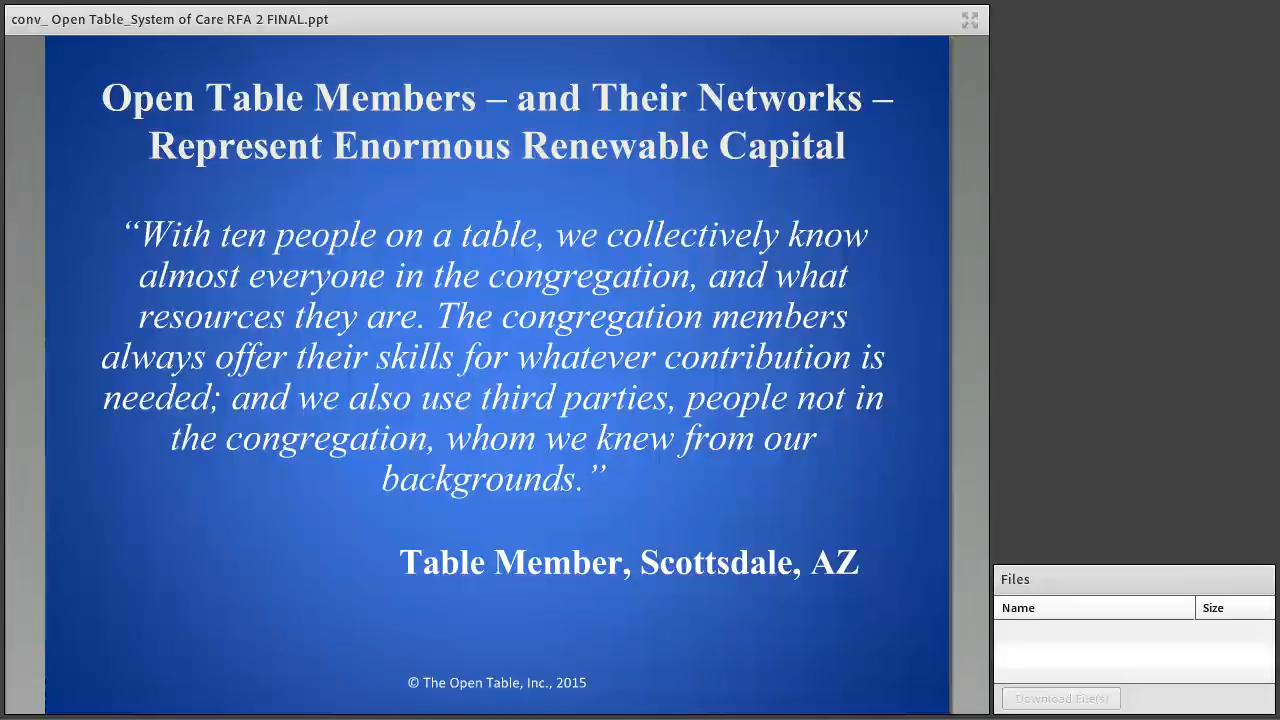 conv_ Open Table_System of Care RFA 2 FINAL.ppt
Open Table Members – and Their Networks –
Represent Enormous Renewable Capital
“With ten people on a table, we collectively know
almost everyone in the congregation, and what
resources they are. The congregation members
always offer their skills for whatever contribution is
needed; and we also use third parties, people not in
the congregation, whom we knew from our
backgrounds.”
Table Member, Scottsdale, AZ
© The Open Table, Inc., 2015
Files
Name Size
Download File(s)